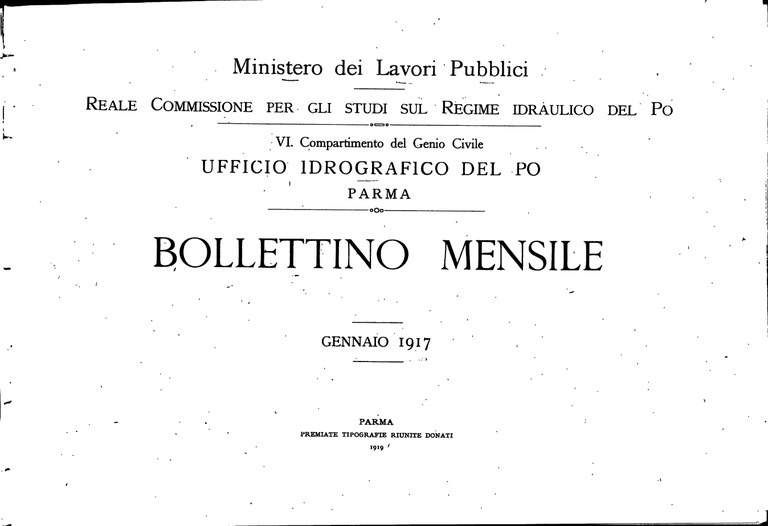 Ministero dei Lavori Pubblici
REALE COMMISSIONE PER GLI STUDI SUL REGIME IDRAULICO DEL PO
VI. Compartimento del Genio Civile
UFFICIO IDROGRAFICO DEL PO
PARMA
BOLLETTINO MENSILE
GENNAIO 1917
PARMA
PREMIATE TIPOGRAFIE RIUNITE DONATI
1919